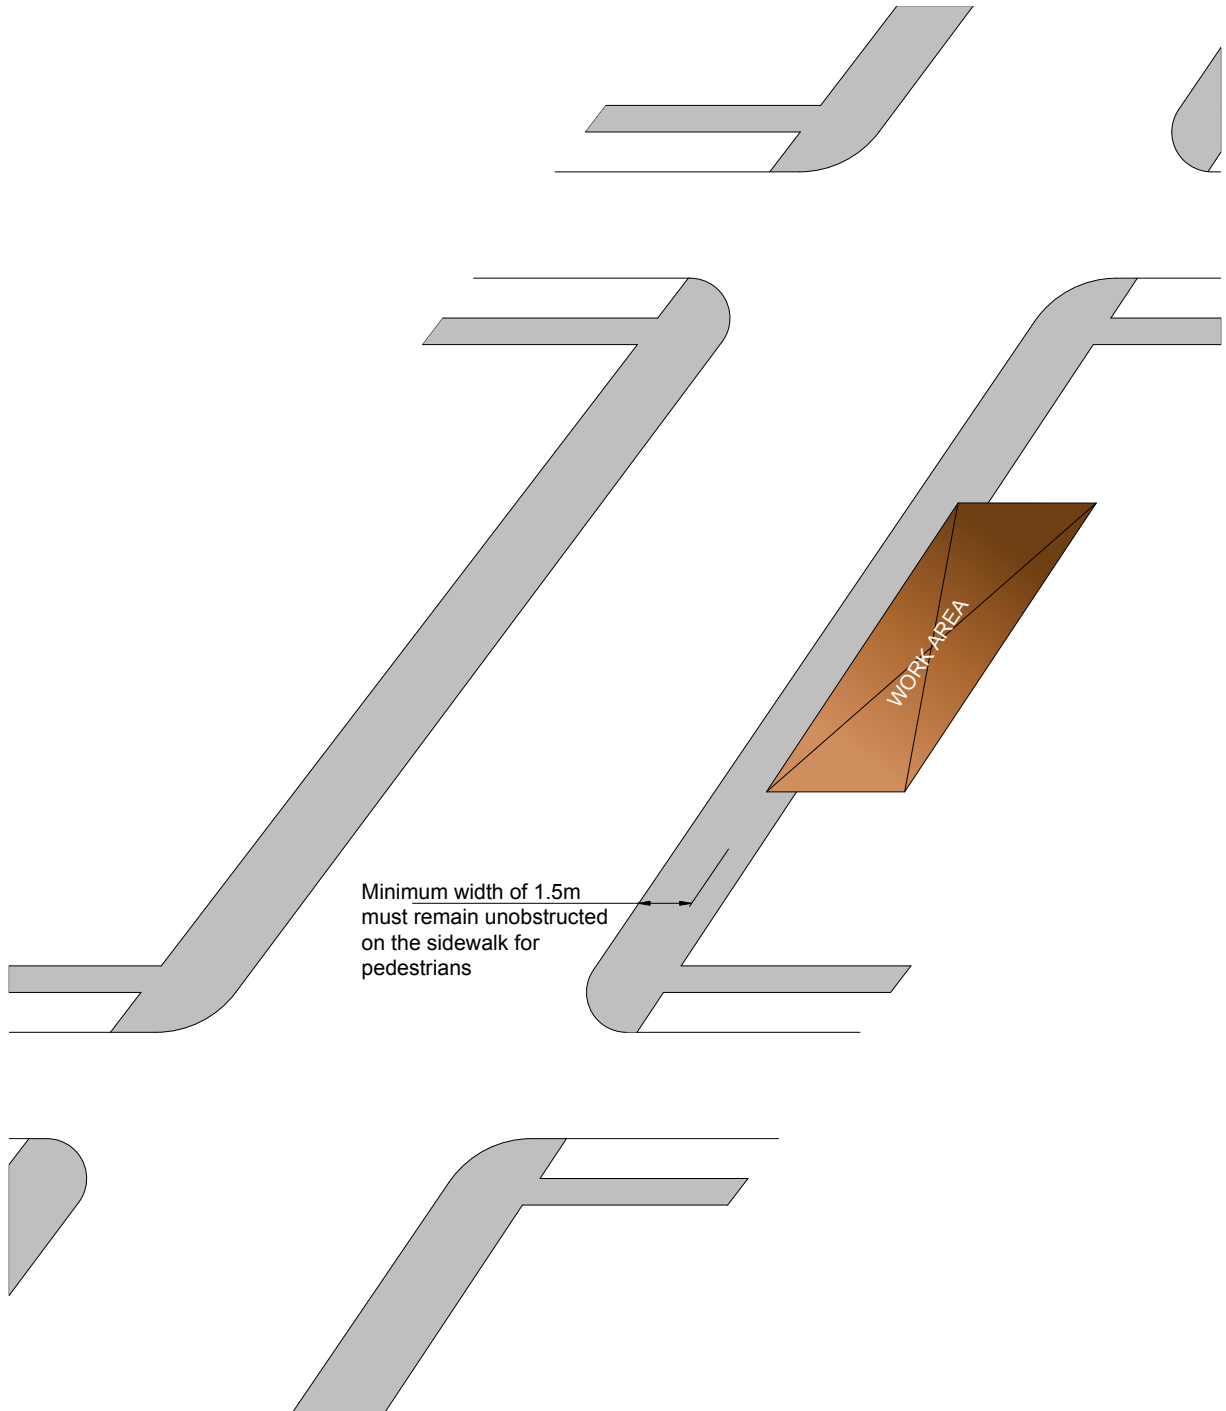 WORK AREA
Minimum width of 1.5m
must remain unobstructed
on the sidewalk for
pedestrians